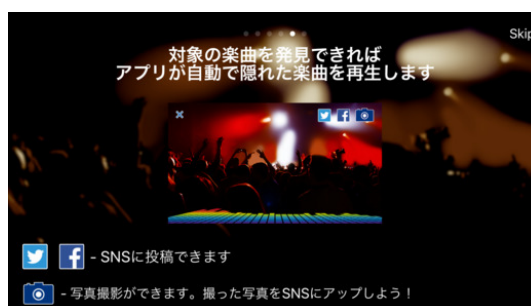 Skip
対象の楽曲を発見できれば
アプリが自動で隠れた楽曲を再生します
- SNSに投稿できます
- 写真撮影ができます。撮った写真をSNSにアップしよう！